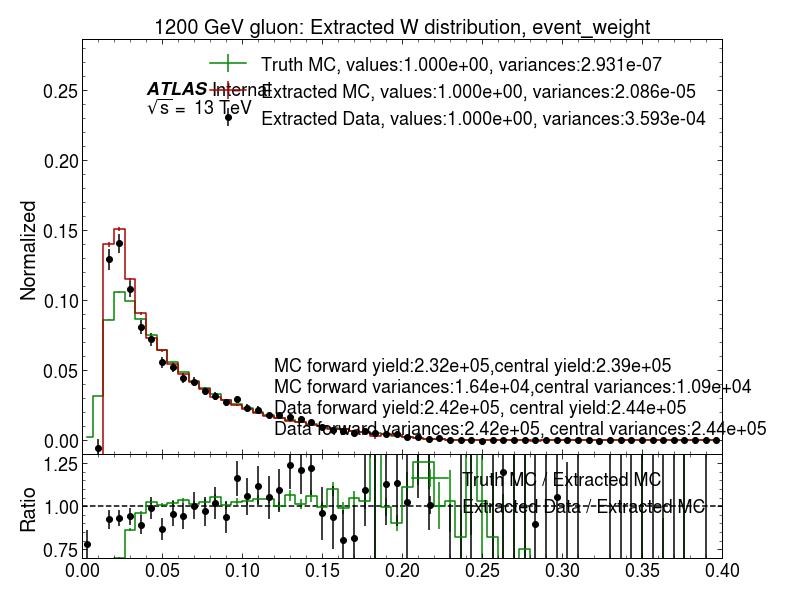 1200 GeV gluon: Extracted W distribution, event_weight
Truth MC, values:1.000e+00, variances:2.931e-07
ATLAS Internal
Extracted MC, values:1.000e+00, variances:2.086e-05
√s = 13 TeV
Extracted Data, values:1.000e+00, variances:3.593e-04
Normalized
0.25
0.20
0.15
0.10
0.05
0.00
MC forward yield:2.32e+05,central yield:2.39e+05
MC forward variances:1.64e+04,central variances:1.09e+04
Data forward yield:2.42e+05, central yield:2.44e+05
Data forward variances:2.42e+05, central variances:2.44e+05
Ratio
1.25
1.00
0.75
Truth MC / Extracted MC
Extracted Data / Extracted MC
0.00 0.05 0.10 0.15 0.20 0.25 0.30 0.35 0.40